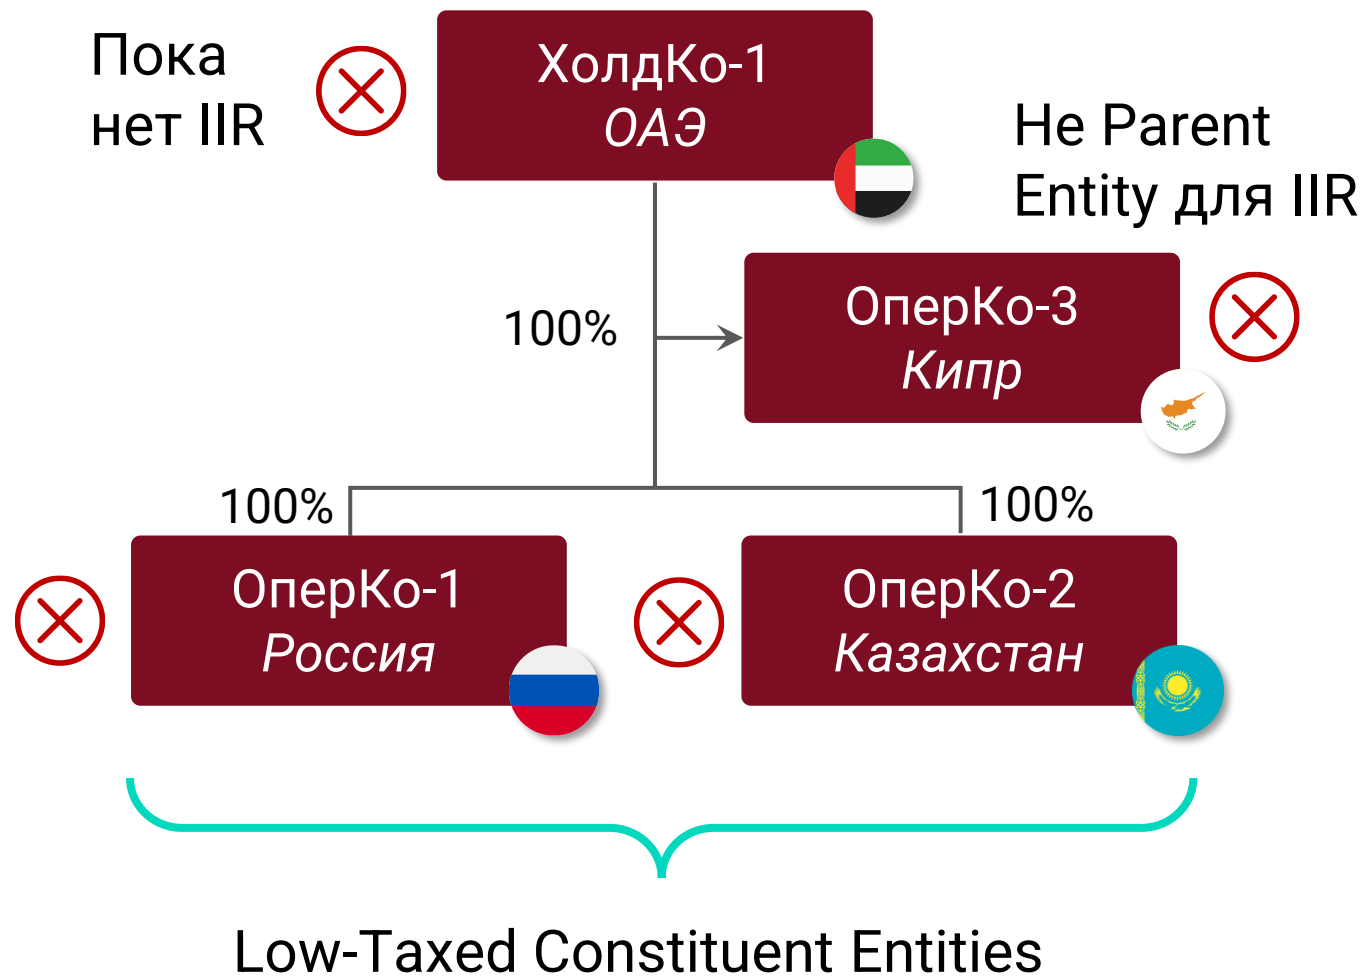 Пока
нет IIR
ХолдКо-1
ОАЭ
Не Parent
Entity для IIR
100%
ОперКо-3
Кипр
100%
100%
ОперКо-1
Россия
ОперКо-2
Казахстан
Low-Taxed Constituent Entities